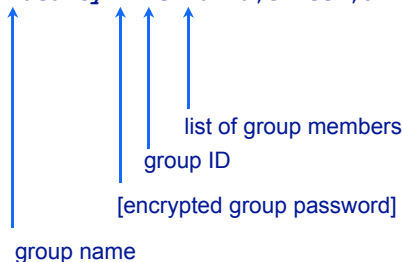 list of group members
group ID
[encrypted group password]
group name